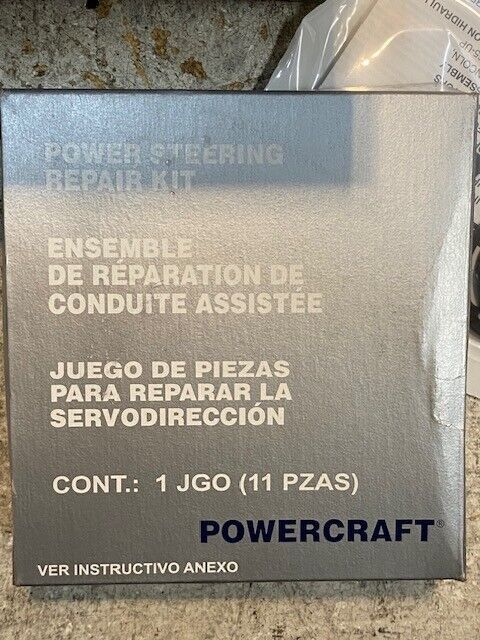 POWER STEERING
REPAIR KIT
ENSEMBLE
DE RÉPARATION DE
CONDUITE ASSISTÉE
JUEGO DE PIEZAS
PARA REPARAR LA
SERVODIRECCIÓN
CONT.: 1 JGO (11 PZAS)
POWERCRAFT®
VER INSTRUCTIVO ANEXO